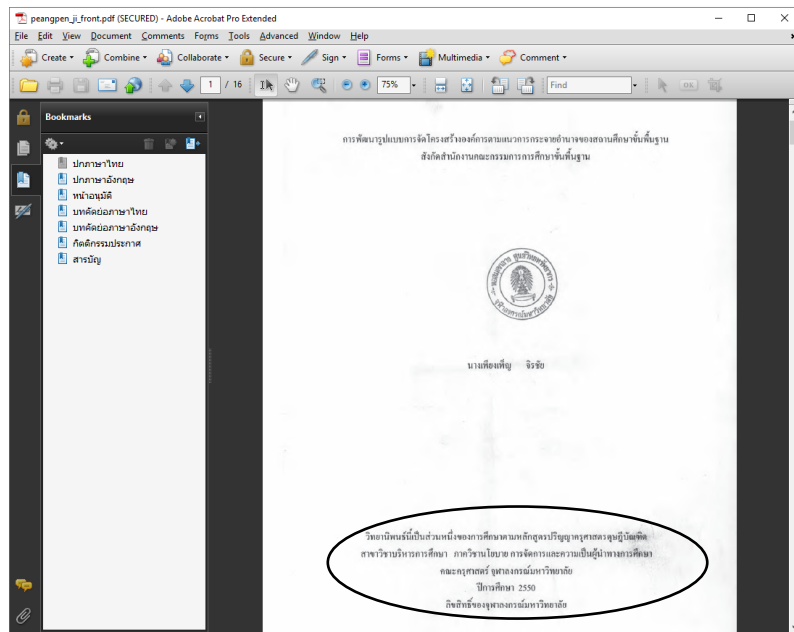 peangpen_ji_front.pdf (SECURED) - Adobe Acrobat Pro Extended
File Edit View Document Comments Forms Tools Advanced Window Help
Create Combine Collaborate Secure Sign Forms Multimedia Comment
1 / 16 75% Find OK
Bookmarks
ปกภาษาไทย
ปกภาษาอังกฤษ
หน้าอนุมัติ
บทคัดย่อภาษาไทย
บทคัดย่อภาษาอังกฤษ
กิตติกรรมประกาศ
สารบัญ
การพัฒนารูปแบบการจัดโครงสร้างองค์การตามแนวการกระจายอำนาจของสถานศึกษาขั้นพื้นฐาน
สังกัดสำนักงานคณะกรรมการการศึกษาขั้นพื้นฐาน
นางเพียงเพ็ญ จิรชัย
วิทยานิพนธ์นี้เป็นส่วนหนึ่งของการศึกษาตามหลักสูตรปริญญาครุศาสตรดุษฎีบัณฑิต
สาขาวิชาบริหารการศึกษา ภาควิชานโยบาย การจัดการและความเป็นผู้นำทางการศึกษา
คณะครุศาสตร์ จุฬาลงกรณ์มหาวิทยาลัย
ปีการศึกษา 2550
ลิขสิทธิ์ของจุฬาลงกรณ์มหาวิทยาลัย